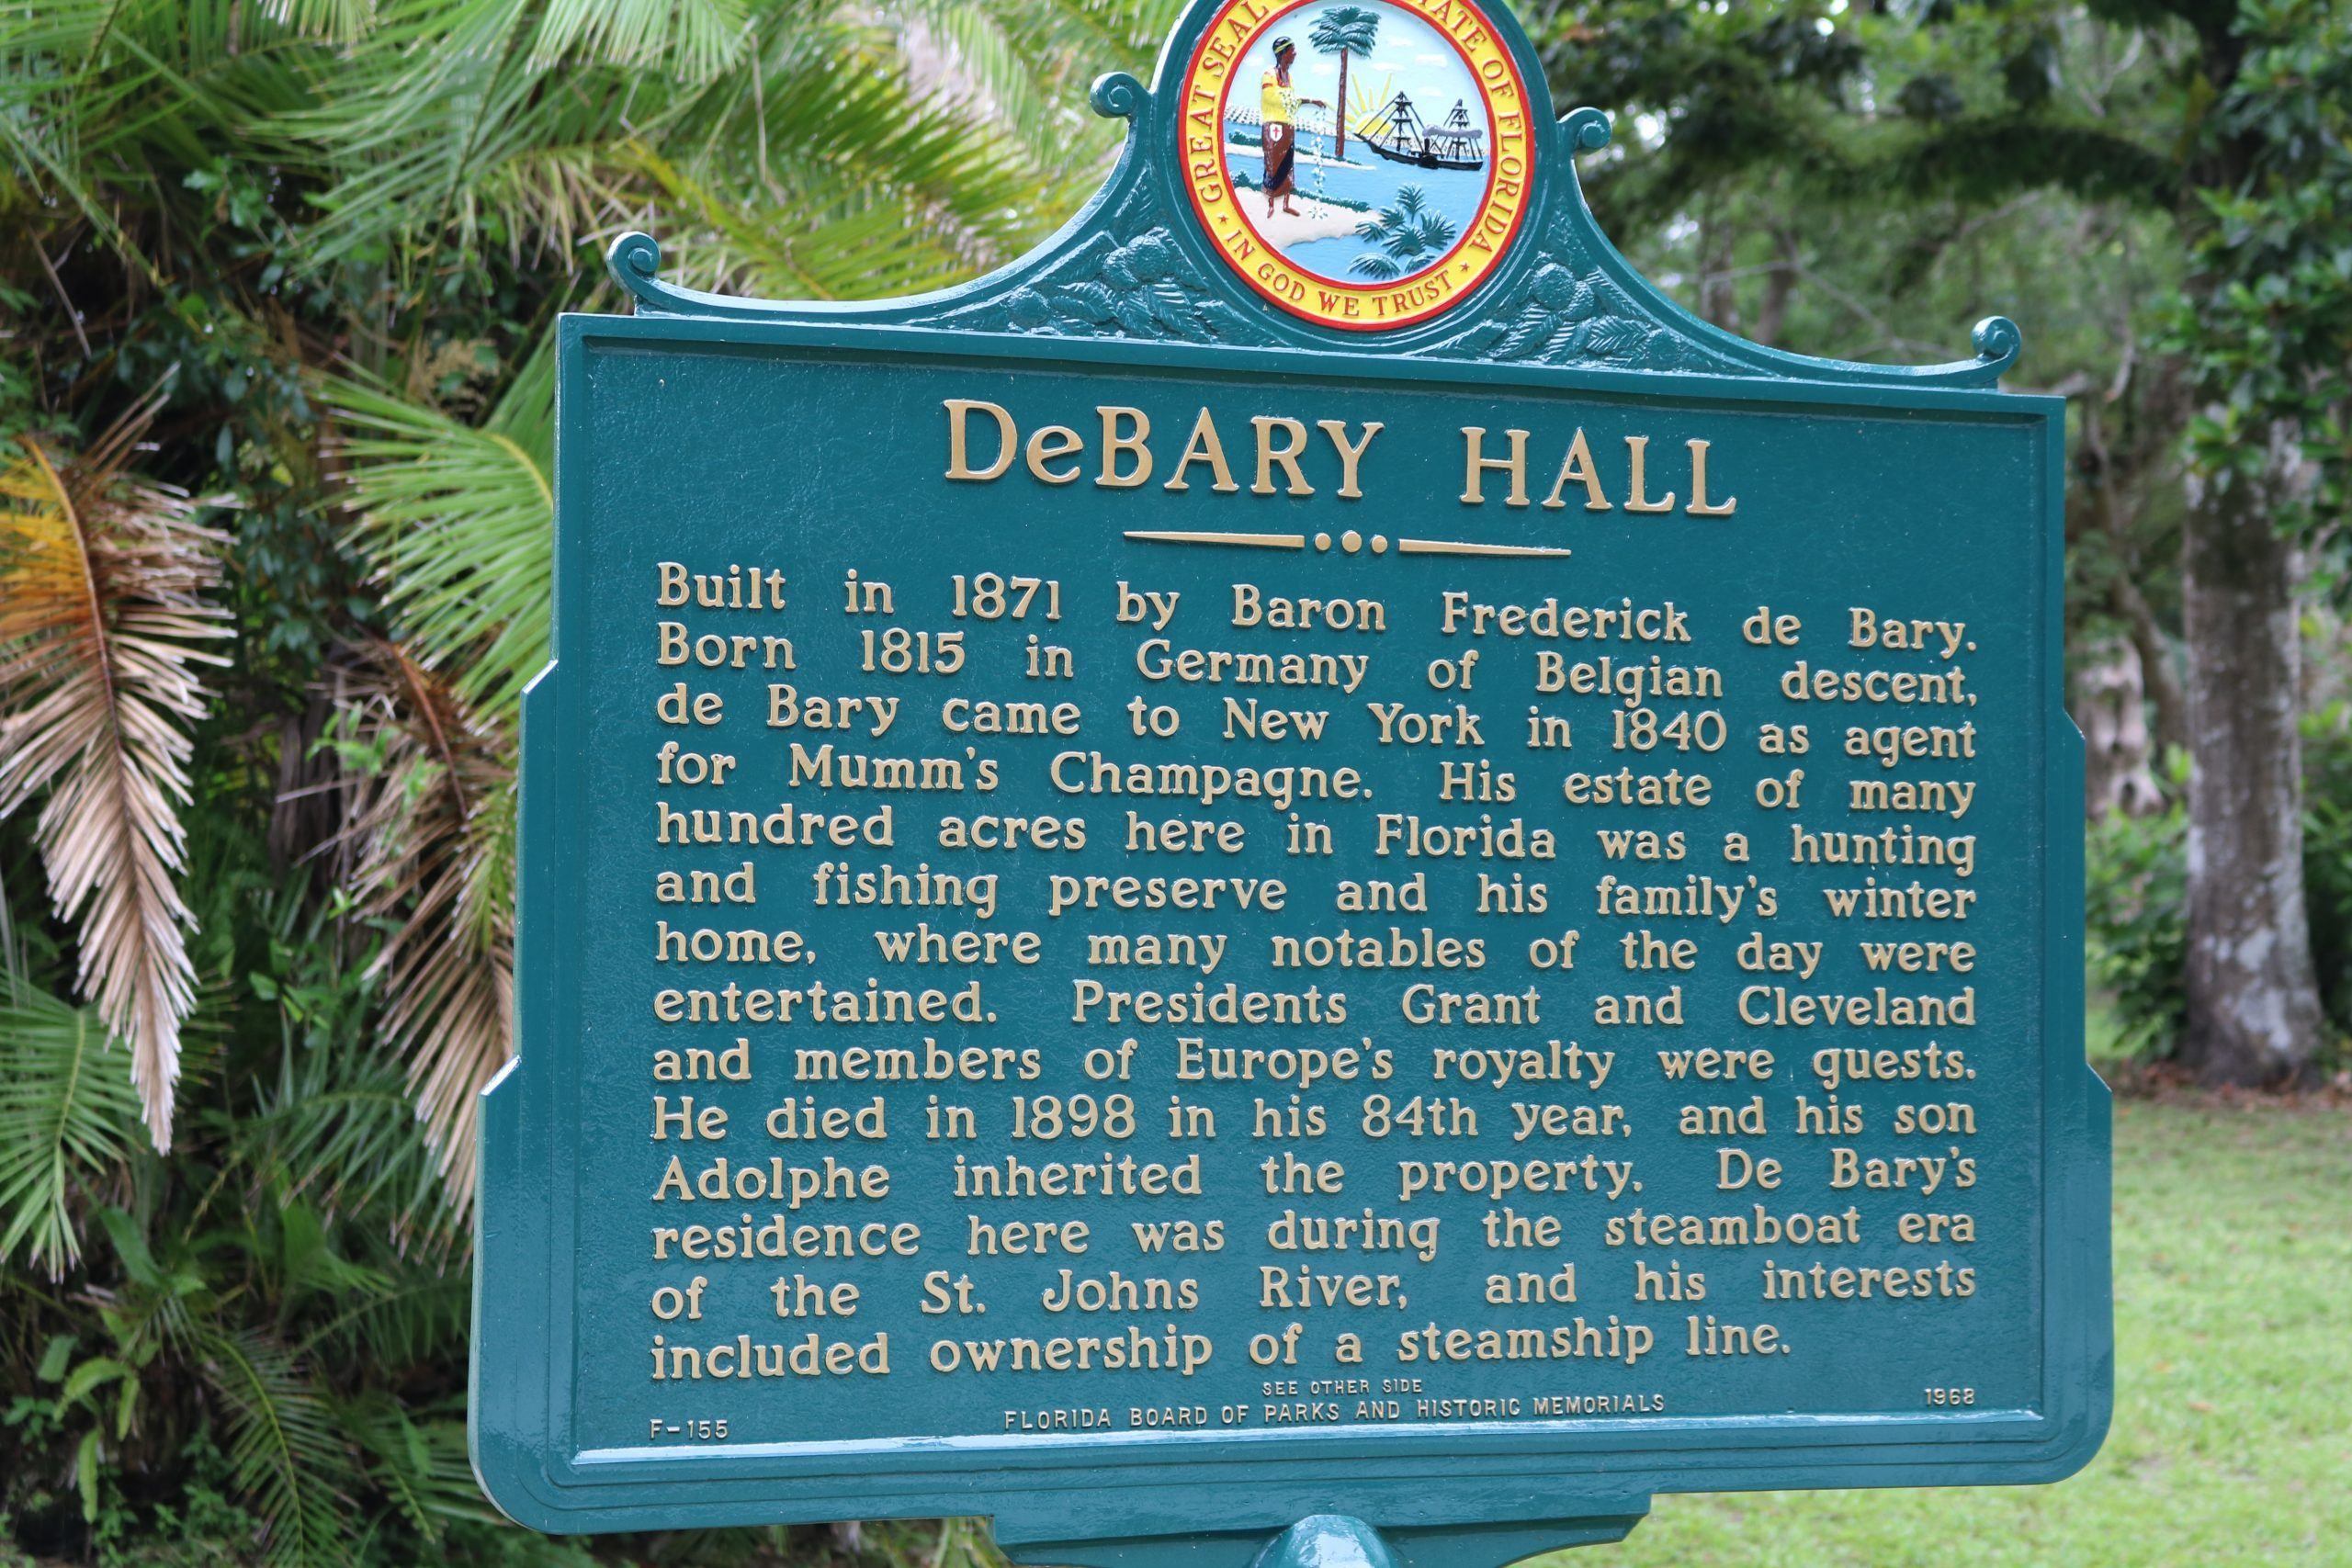 GREAT SEAL STATE OF FLORIDA
IN GOD WE TRUST
DeBARY HALL
Built in 1871 by Baron Frederick de Bary.
Born 1815 in Germany of Belgian descent,
de Bary came to New York in 1840 as agent
for Mumm's Champagne. His estate of many
hundred acres here in Florida was a hunting
and fishing preserve and his family's winter
home, where many notables of the day were
entertained. Presidents Grant and Cleveland
and members of Europe's royalty were guests.
He died in 1898 in his 84th year, and his son
Adolphe inherited the property. De Bary's
residence here was during the steamboat era
of the St. Johns River, and his interests
included ownership of a steamship line.
SEE OTHER SIDE
F-155 FLORIDA BOARD OF PARKS AND HISTORIC MEMORIALS 1968